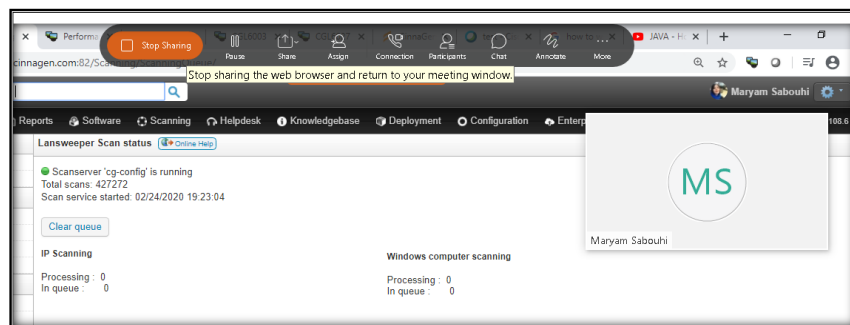 Performa
Stop Sharing
Pause
Share
Assign
Connection
Participants
Chat
Annotate
More
JAVA - H
cinnagen.com:82/Scanning/Scanning
Stop sharing the web browser and return to your meeting window.
Maryam Sabouhi
Reports Software Scanning Helpdesk Knowledgebase Deployment Configuration Enterp
108.6
Lansweeper Scan status Online Help
Scanserver 'cg-config' is running
Total scans: 427272
Scan service started: 02/24/2020 19:23:04
Clear queue
MS
Maryam Sabouhi
IP Scanning
Processing : 0
In queue : 0
Windows computer scanning
Processing : 0
In queue : 0